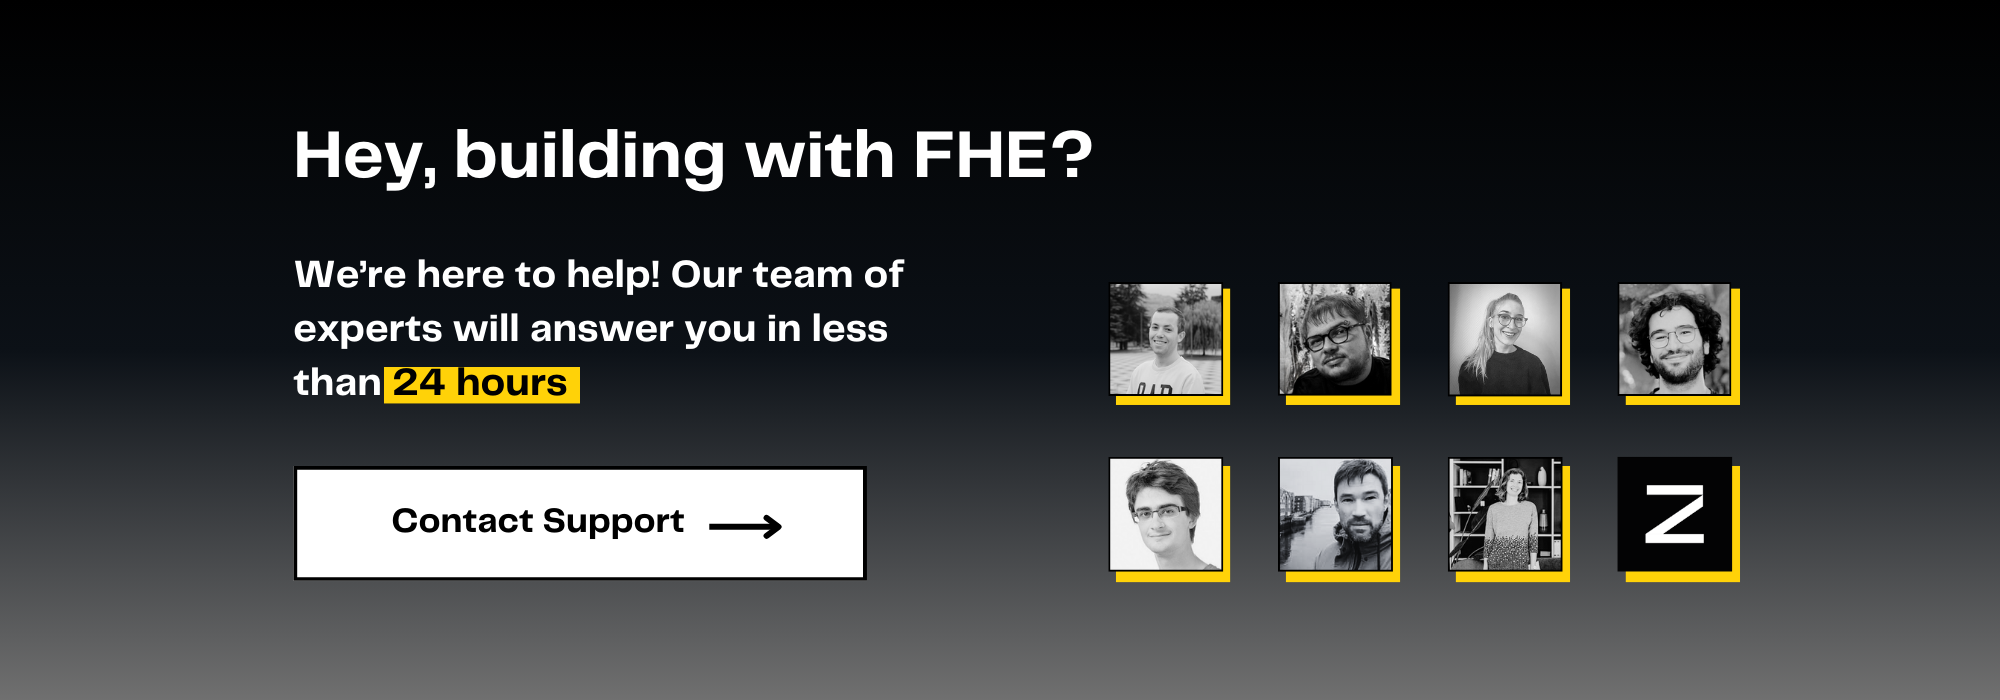 Hey, building with FHE?
We're here to help! Our team of
experts will answer you in less
than 24 hours
Contact Support